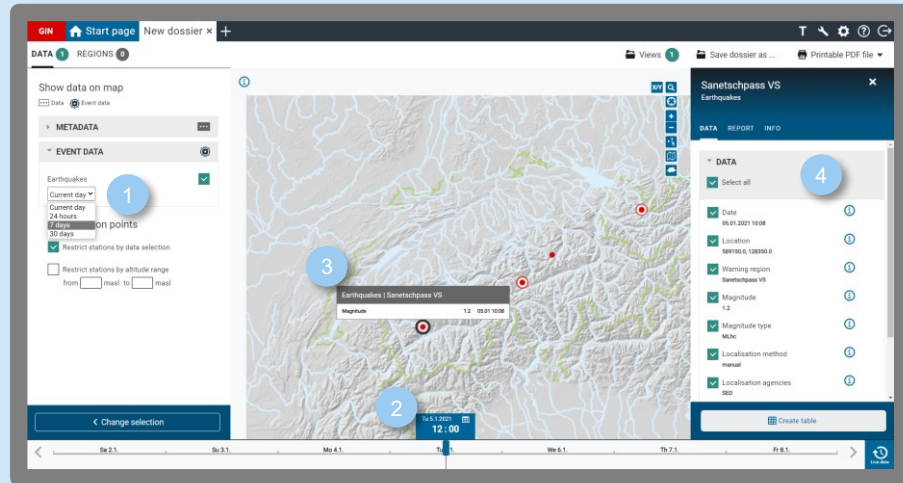 GIN Start page New dossier × +
T
DATA 1 REGIONS 0
Views 1 Save dossier as ... Printable PDF file
Show data on map
Data Event data
METADATA
EVENT DATA
Earthquakes
Current day
Current day
24 hours
7 days
30 days
on points
Restrict stations by data selection
Restrict stations by altitude range
from masl to masl
Change selection
1
2
3
4
X/Y
Earthquakes | Sanetschpass VS
Magnitude 1.2 05.01 10:08
Tu 5.1.2021
12:00
Sanetschpass VS ×
Earthquakes
DATA REPORT INFO
DATA
Select all
Date
05.01.2021 10:08
Location
589150.0, 128350.0
Warning region
Sanetschpass VS
Magnitude
1.2
Magnitude type
MLhc
Localisation method
manual
Localisation agencies
SED
Create table
Sa 2.1. Su 3.1. Mo 4.1. Tu 1. We 6.1. Th 7.1. Fr 8.1.
Live data